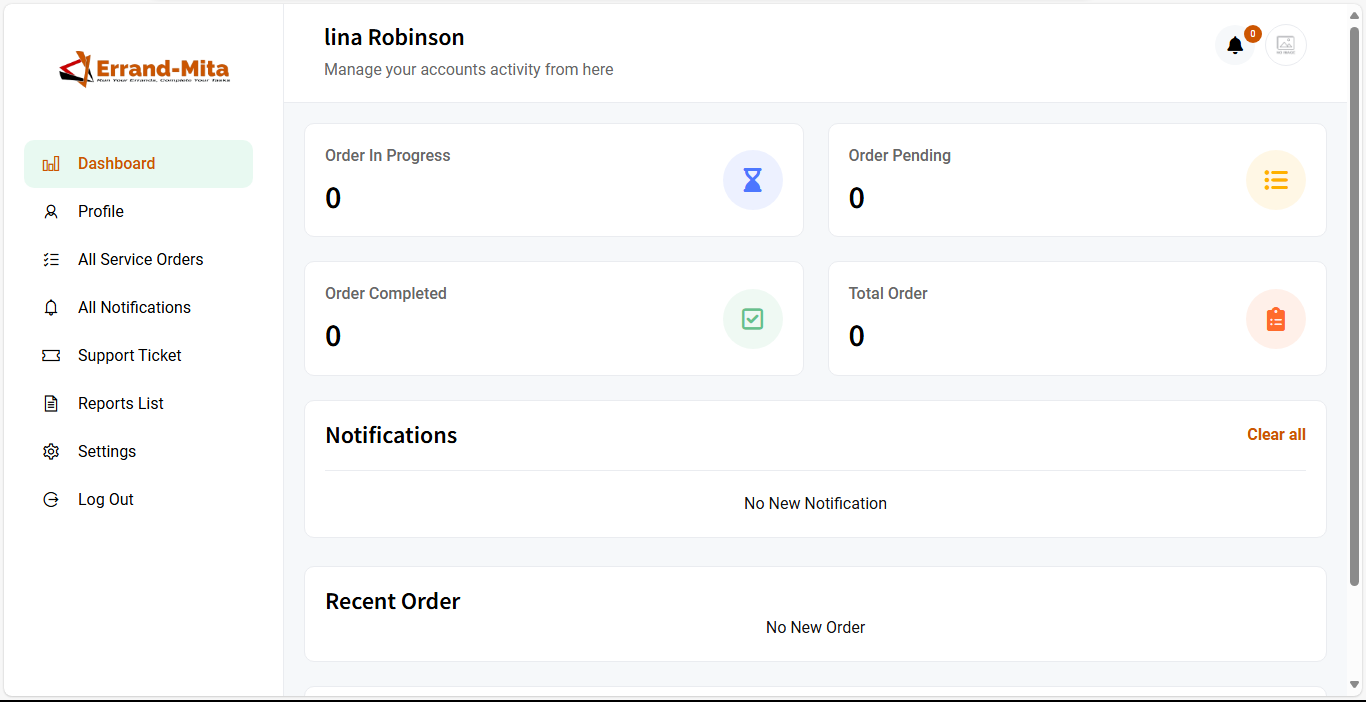 Errand-Mita
Run Your Errands, Complete Your Tasks
Dashboard
Profile
All Service Orders
All Notifications
Support Ticket
Reports List
Settings
Log Out
lina Robinson
Manage your accounts activity from here
0
Order In Progress
0
Order Pending
0
Order Completed
0
Total Order
0
Notifications
Clear all
No New Notification
Recent Order
No New Order